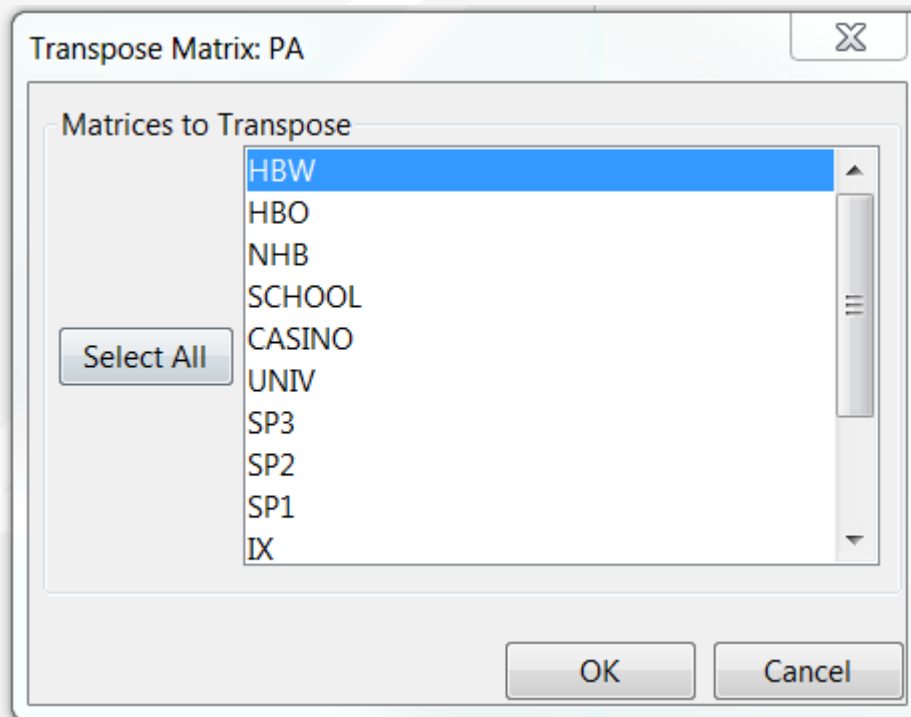 Transpose Matrix: PA
Matrices to Transpose
HBW
HBO
NHB
SCHOOL
CASINO
UNIV
SP3
SP2
SP1
IX
Select All
OK
Cancel